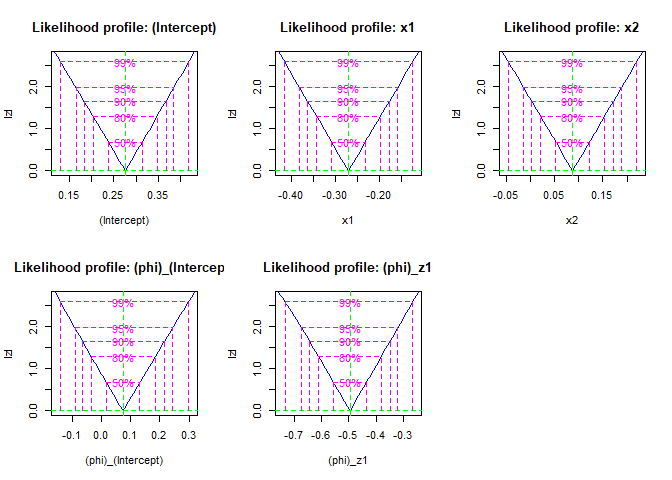 Likelihood profile: (Intercept)
|z|
0.0 1.0 2.0
99%
95%
90%
80%
50%
0.15 0.25 0.35
(Intercept)
Likelihood profile: x1
|z|
0.0 1.0 2.0
99%
95%
90%
80%
50%
-0.40 -0.30 -0.20
x1
Likelihood profile: x2
|z|
0.0 1.0 2.0
99%
95%
90%
80%
50%
-0.05 0.05 0.15
x2
Likelihood profile: (phi)_(Intercep
|z|
0.0 1.0 2.0
99%
95%
90%
80%
50%
-0.1 0.0 0.1 0.2 0.3
(phi)_(Intercept)
Likelihood profile: (phi)_z1
|z|
0.0 1.0 2.0
99%
95%
90%
80%
50%
-0.7 -0.6 -0.5 -0.4 -0.3
(phi)_z1